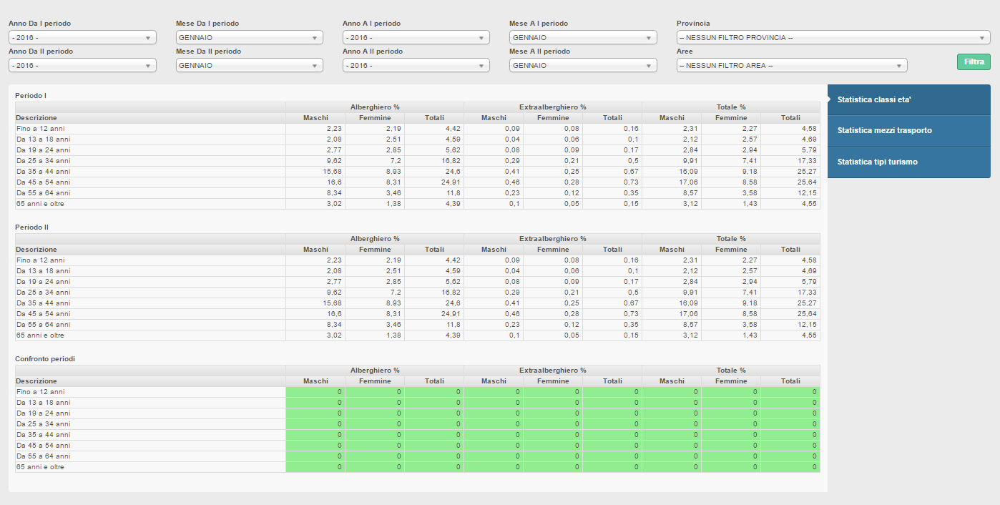 Anno Da I periodo Mese Da I periodo Anno A I periodo Mese A I periodo Provincia
- 2016 - GENNAIO - 2016 - GENNAIO -- NESSUN FILTRO PROVINCIA --
Anno Da II periodo Mese Da II periodo Anno A II periodo Mese A II periodo Aree
- 2016 - GENNAIO - 2016 - GENNAIO -- NESSUN FILTRO AREA -- Filtra
Periodo I
Alberghiero % Extraalberghiero % Totale %
Descrizione Maschi Femmine Totali Maschi Femmine Totali Maschi Femmine Totali
Fino a 12 anni 2,23 2,19 4,42 0,09 0,08 0,16 2,31 2,27 4,58
Da 13 a 18 anni 2,08 2,51 4,59 0,04 0,06 0,1 2,12 2,57 4,69
Da 19 a 24 anni 2,77 2,85 5,62 0,08 0,09 0,17 2,84 2,94 5,79
Da 25 a 34 anni 9,62 7,2 16,82 0,29 0,21 0,5 9,91 7,41 17,33
Da 35 a 44 anni 15,68 8,93 24,6 0,41 0,25 0,67 16,09 9,18 25,27
Da 45 a 54 anni 16,6 8,31 24,91 0,46 0,28 0,73 17,06 8,58 25,64
Da 55 a 64 anni 8,34 3,46 11,8 0,23 0,12 0,35 8,57 3,58 12,15
65 anni e oltre 3,02 1,38 4,39 0,1 0,05 0,15 3,12 1,43 4,55
Periodo II
Alberghiero % Extraalberghiero % Totale %
Descrizione Maschi Femmine Totali Maschi Femmine Totali Maschi Femmine Totali
Fino a 12 anni 2,23 2,19 4,42 0,09 0,08 0,16 2,31 2,27 4,58
Da 13 a 18 anni 2,08 2,51 4,59 0,04 0,06 0,1 2,12 2,57 4,69
Da 19 a 24 anni 2,77 2,85 5,62 0,08 0,09 0,17 2,84 2,94 5,79
Da 25 a 34 anni 9,62 7,2 16,82 0,29 0,21 0,5 9,91 7,41 17,33
Da 35 a 44 anni 15,68 8,93 24,6 0,41 0,25 0,67 16,09 9,18 25,27
Da 45 a 54 anni 16,6 8,31 24,91 0,46 0,28 0,73 17,06 8,58 25,64
Da 55 a 64 anni 8,34 3,46 11,8 0,23 0,12 0,35 8,57 3,58 12,15
65 anni e oltre 3,02 1,38 4,39 0,1 0,05 0,15 3,12 1,43 4,55
Confronto periodi
Alberghiero % Extraalberghiero % Totale %
Descrizione Maschi Femmine Totali Maschi Femmine Totali Maschi Femmine Totali
Fino a 12 anni 0 0 0 0 0 0 0 0 0
Da 13 a 18 anni 0 0 0 0 0 0 0 0 0
Da 19 a 24 anni 0 0 0 0 0 0 0 0 0
Da 25 a 34 anni 0 0 0 0 0 0 0 0 0
Da 35 a 44 anni 0 0 0 0 0 0 0 0 0
Da 45 a 54 anni 0 0 0 0 0 0 0 0 0
Da 55 a 64 anni 0 0 0 0 0 0 0 0 0
65 anni e oltre 0 0 0 0 0 0 0 0 0
Statistica classi eta'
Statistica mezzi trasporto
Statistica tipi turismo